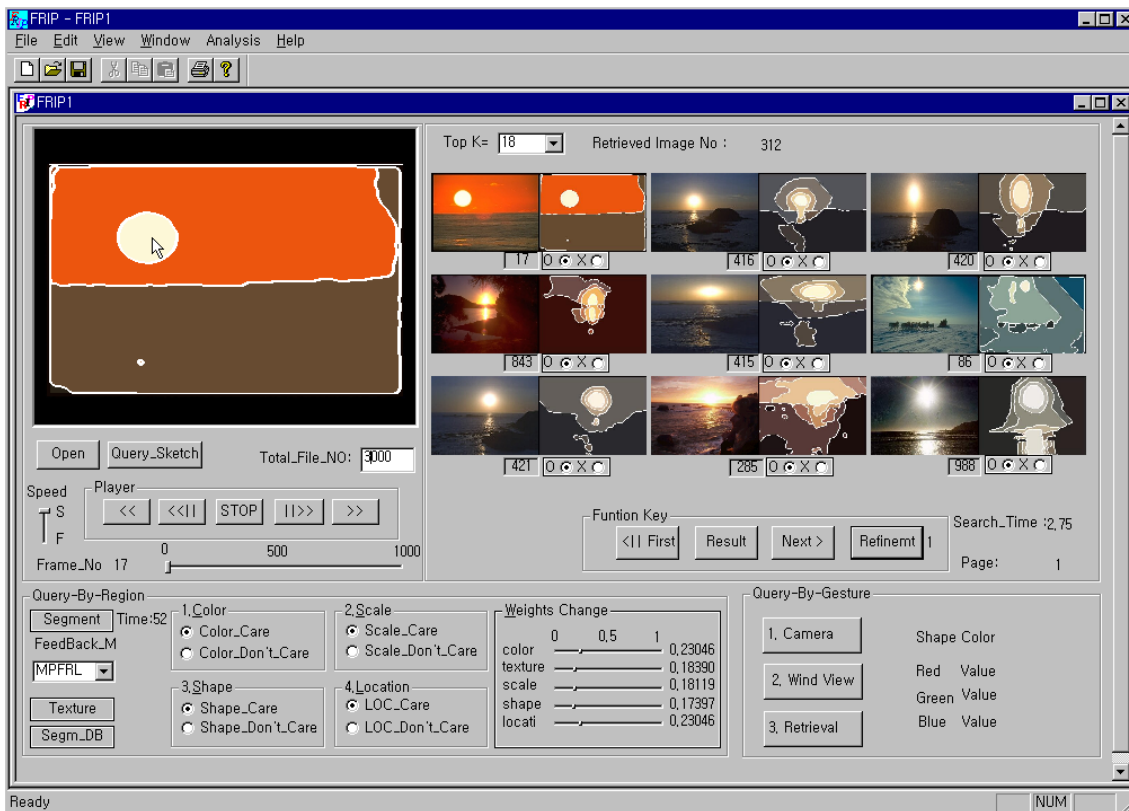 FRIP - FRIP1
File Edit View Window Analysis Help
FRIP1
Top K= 18 Retrieved Image No : 312
17 O X 416 O X 420 O X
843 O X 415 O X 86 O X
421 O X 285 O X 988 O X
Open Query_Sketch Total_File_NO: 3000
Speed
S
F
Player
<< <<II STOP II>> >>
0 500 1000
Frame_No 17
Funtion Key
<II First Result Next > Refinemt 1
Search_Time :2,75
Page: 1
Query-By-Region
Segment Time:52
FeedBack_M
MPFRL
Texture
Segm_DB
1,Color
Color_Care
Color_Don't_Care
2,Scale
Scale_Care
Scale_Don't_Care
3,Shape
Shape_Care
Shape_Don't_Care
4,Location
LOC_Care
LOC_Don't_Care
Weights Change
0 0,5 1
color 0,23046
texture 0,18390
scale 0,18119
shape 0,17397
locati 0,23046
Query-By-Gesture
1, Camera
2, Wind View
3, Retrieval
Shape Color
Red Value
Green Value
Blue Value
Ready NUM